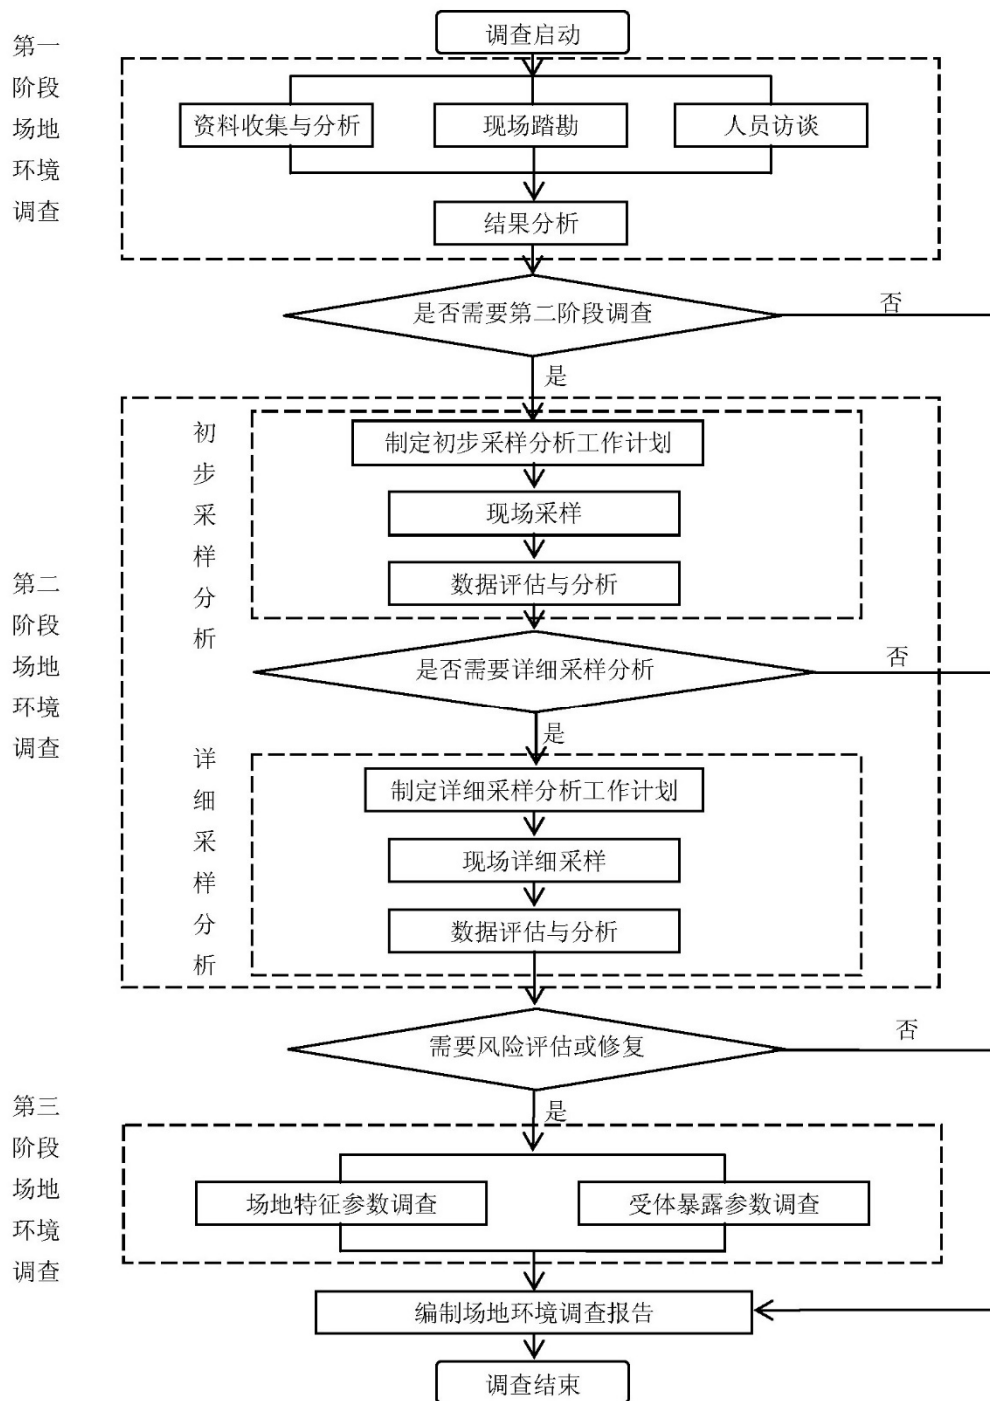 调查启动
第一
阶段
场地
环境
调查
资料收集与分析
现场踏勘
人员访谈
结果分析
是否需要第二阶段调查
否
是
第二
阶段
场地
环境
调查
初
步
采
样
分
析
制定初步采样分析工作计划
现场采样
数据评估与分析
是否需要详细采样分析
否
是
详
细
采
样
分
析
制定详细采样分析工作计划
现场详细采样
数据评估与分析
需要风险评估或修复
否
是
第三
阶段
场地
环境
调查
场地特征参数调查
受体暴露参数调查
编制场地环境调查报告
调查结束